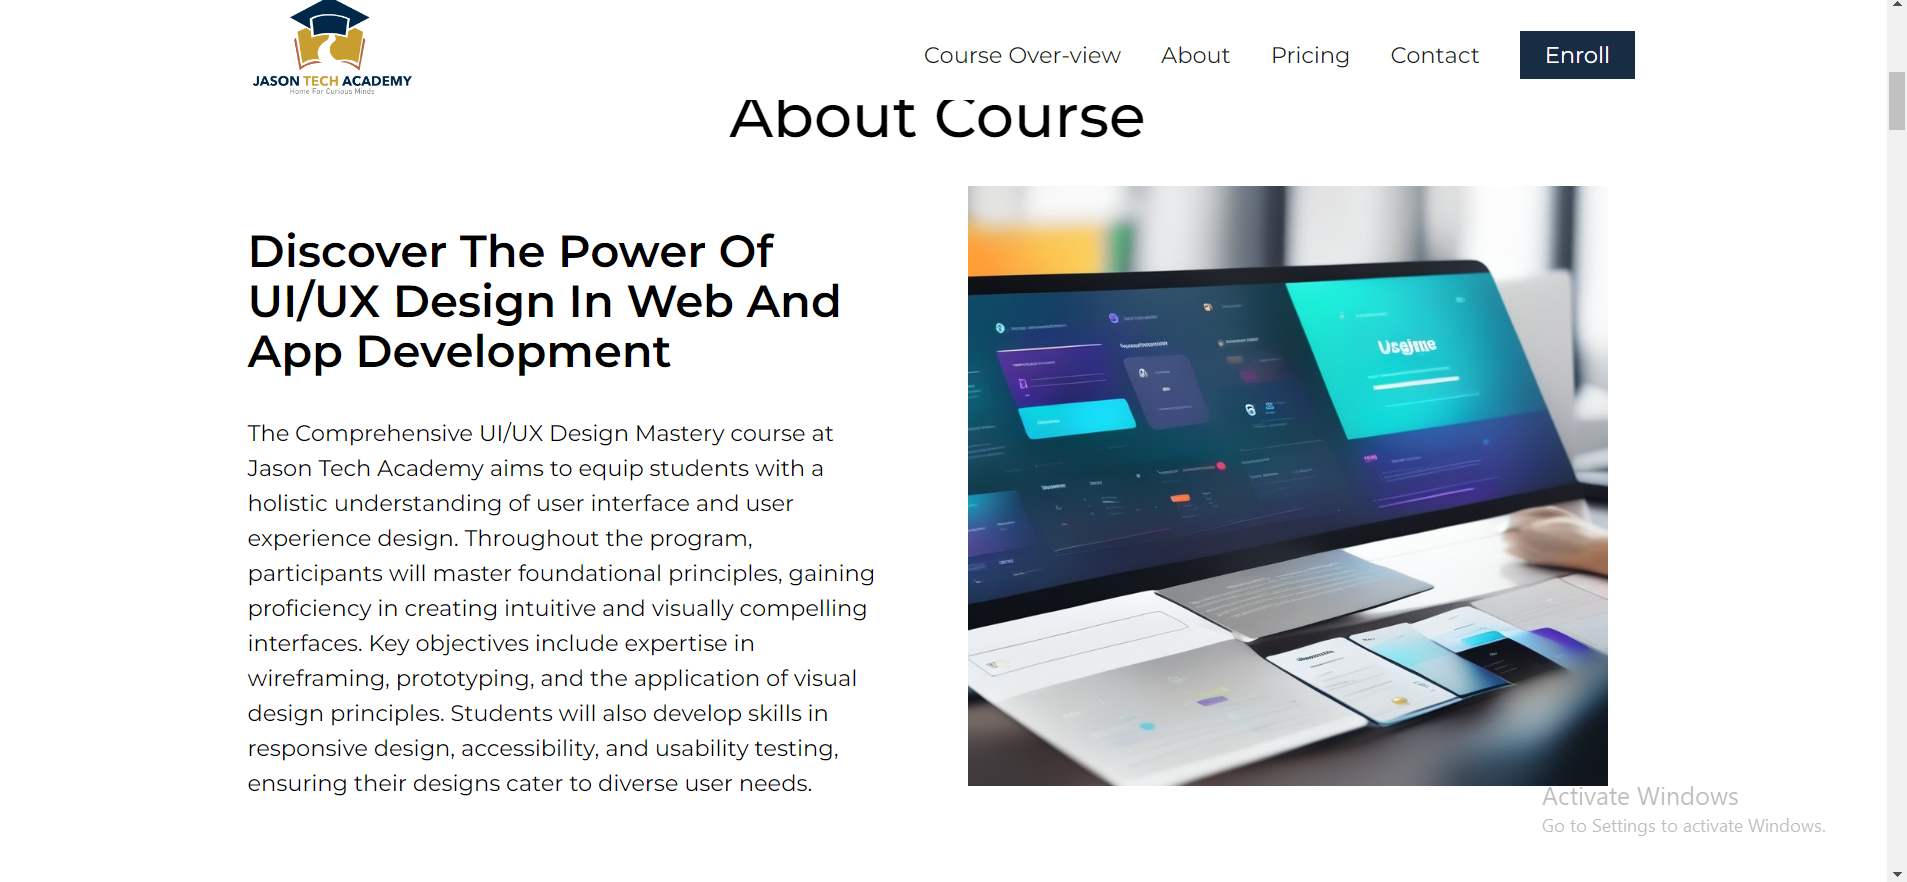 JASON TECH ACADEMY
Home For Curious Minds
Course Over-view
About
Pricing
Contact
Enroll
About Course
Discover The Power Of
UI/UX Design In Web And
App Development
The Comprehensive UI/UX Design Mastery course at
Jason Tech Academy aims to equip students with a
holistic understanding of user interface and user
experience design. Throughout the program,
participants will master foundational principles, gaining
proficiency in creating intuitive and visually compelling
interfaces. Key objectives include expertise in
wireframing, prototyping, and the application of visual
design principles. Students will also develop skills in
responsive design, accessibility, and usability testing,
ensuring their designs cater to diverse user needs.
Activate Windows
Go to Settings to activate Windows.